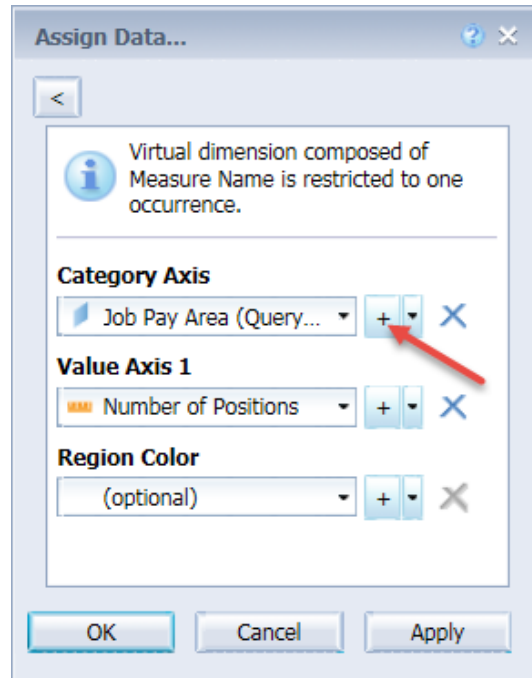 Assign Data...
?
<
Virtual dimension composed of
Measure Name is restricted to one
occurrence.
Category Axis
Job Pay Area (Query...
+
Value Axis 1
Number of Positions
+
Region Color
(optional)
+
OK Cancel Apply